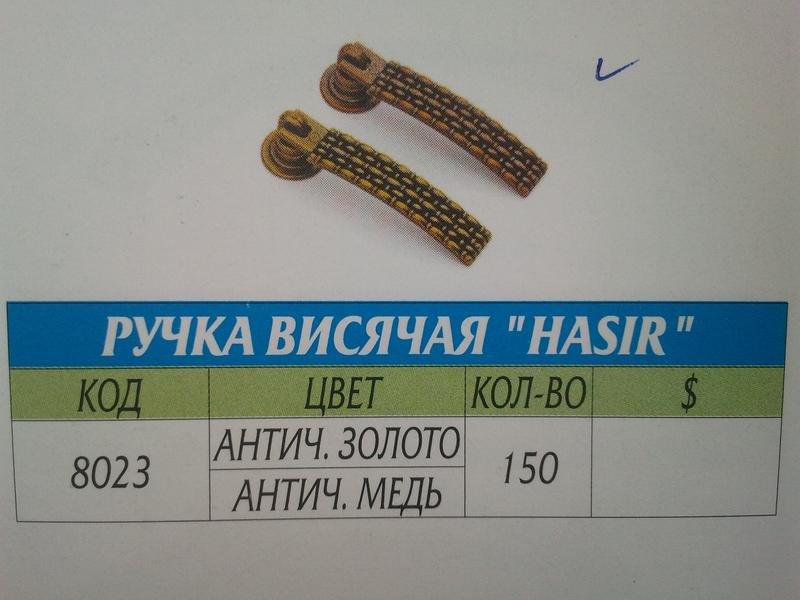 РУЧКА ВИСЯЧАЯ "HASIR"
КОД ЦВЕТ КОЛ-ВО $
8023 АНТИЧ. ЗОЛОТО 150
АНТИЧ. МЕДЬ